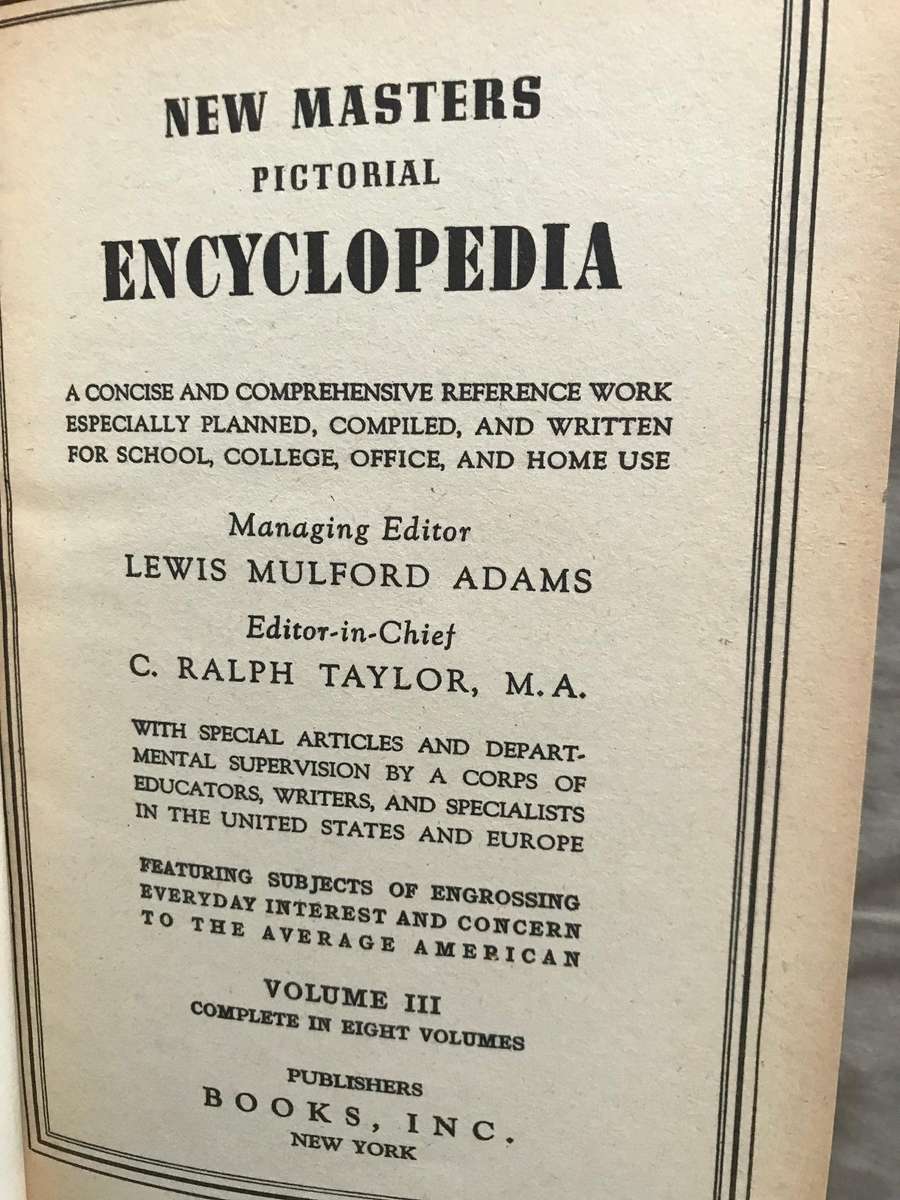 NEW MASTERS
PICTORIAL
ENCYCLOPEDIA
A CONCISE AND COMPREHENSIVE REFERENCE WORK
ESPECIALLY PLANNED, COMPILED, AND WRITTEN
FOR SCHOOL, COLLEGE, OFFICE, AND HOME USE
Managing Editor
LEWIS MULFORD ADAMS
Editor-in-Chief
C. RALPH TAYLOR, M.A.
WITH SPECIAL ARTICLES AND DEPART-
MENTAL SUPERVISION BY A CORPS OF
EDUCATORS, WRITERS, AND SPECIALISTS
IN THE UNITED STATES AND EUROPE
FEATURING SUBJECTS OF ENGROSSING
EVERYDAY INTEREST AND CONCERN
TO THE AVERAGE AMERICAN
VOLUME III
COMPLETE IN EIGHT VOLUMES
PUBLISHERS
BOOKS, INC.
NEW YORK